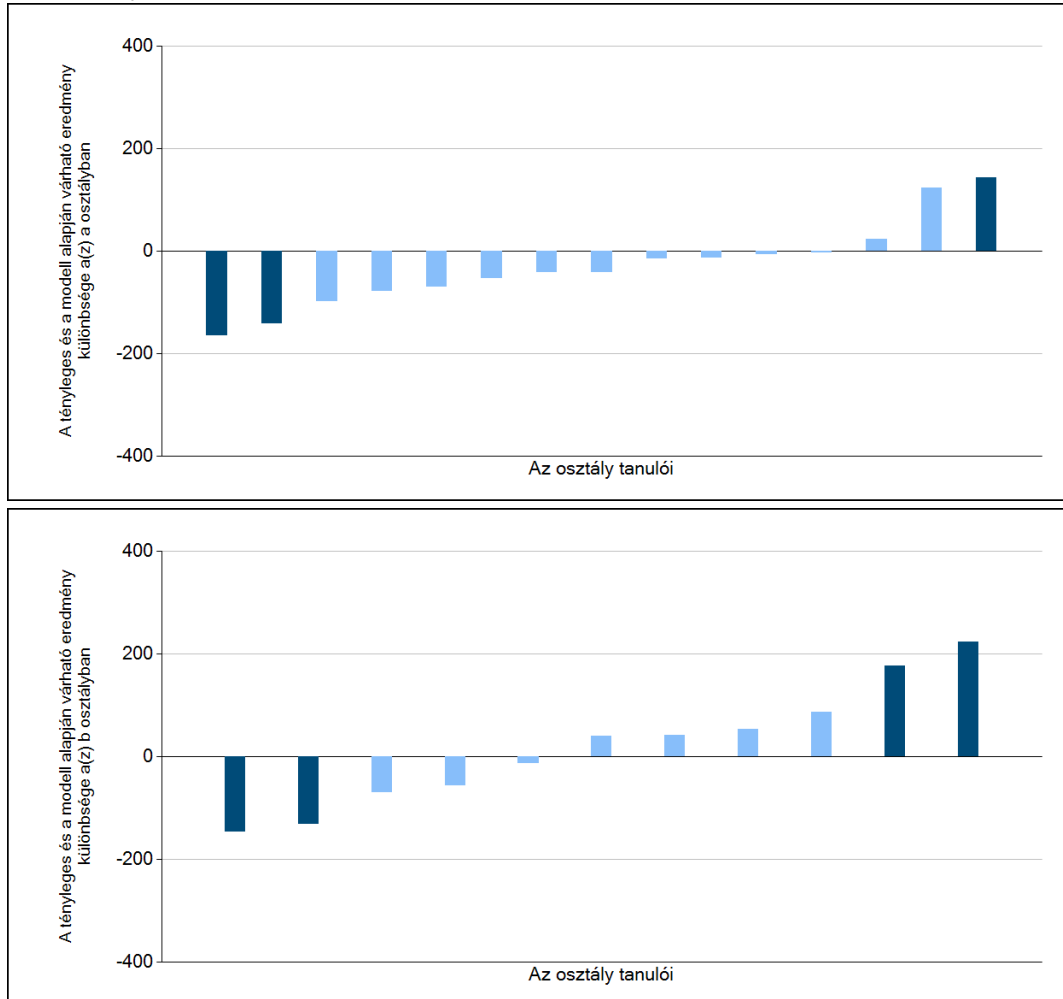 A tényleges és a modell alapján várható eredmény
különbsége a(z) a osztályban
400
200
0
-200
-400
Az osztály tanulói
A tényleges és a modell alapján várható eredmény
különbsége a(z) b osztályban
400
200
0
-200
-400
Az osztály tanulói